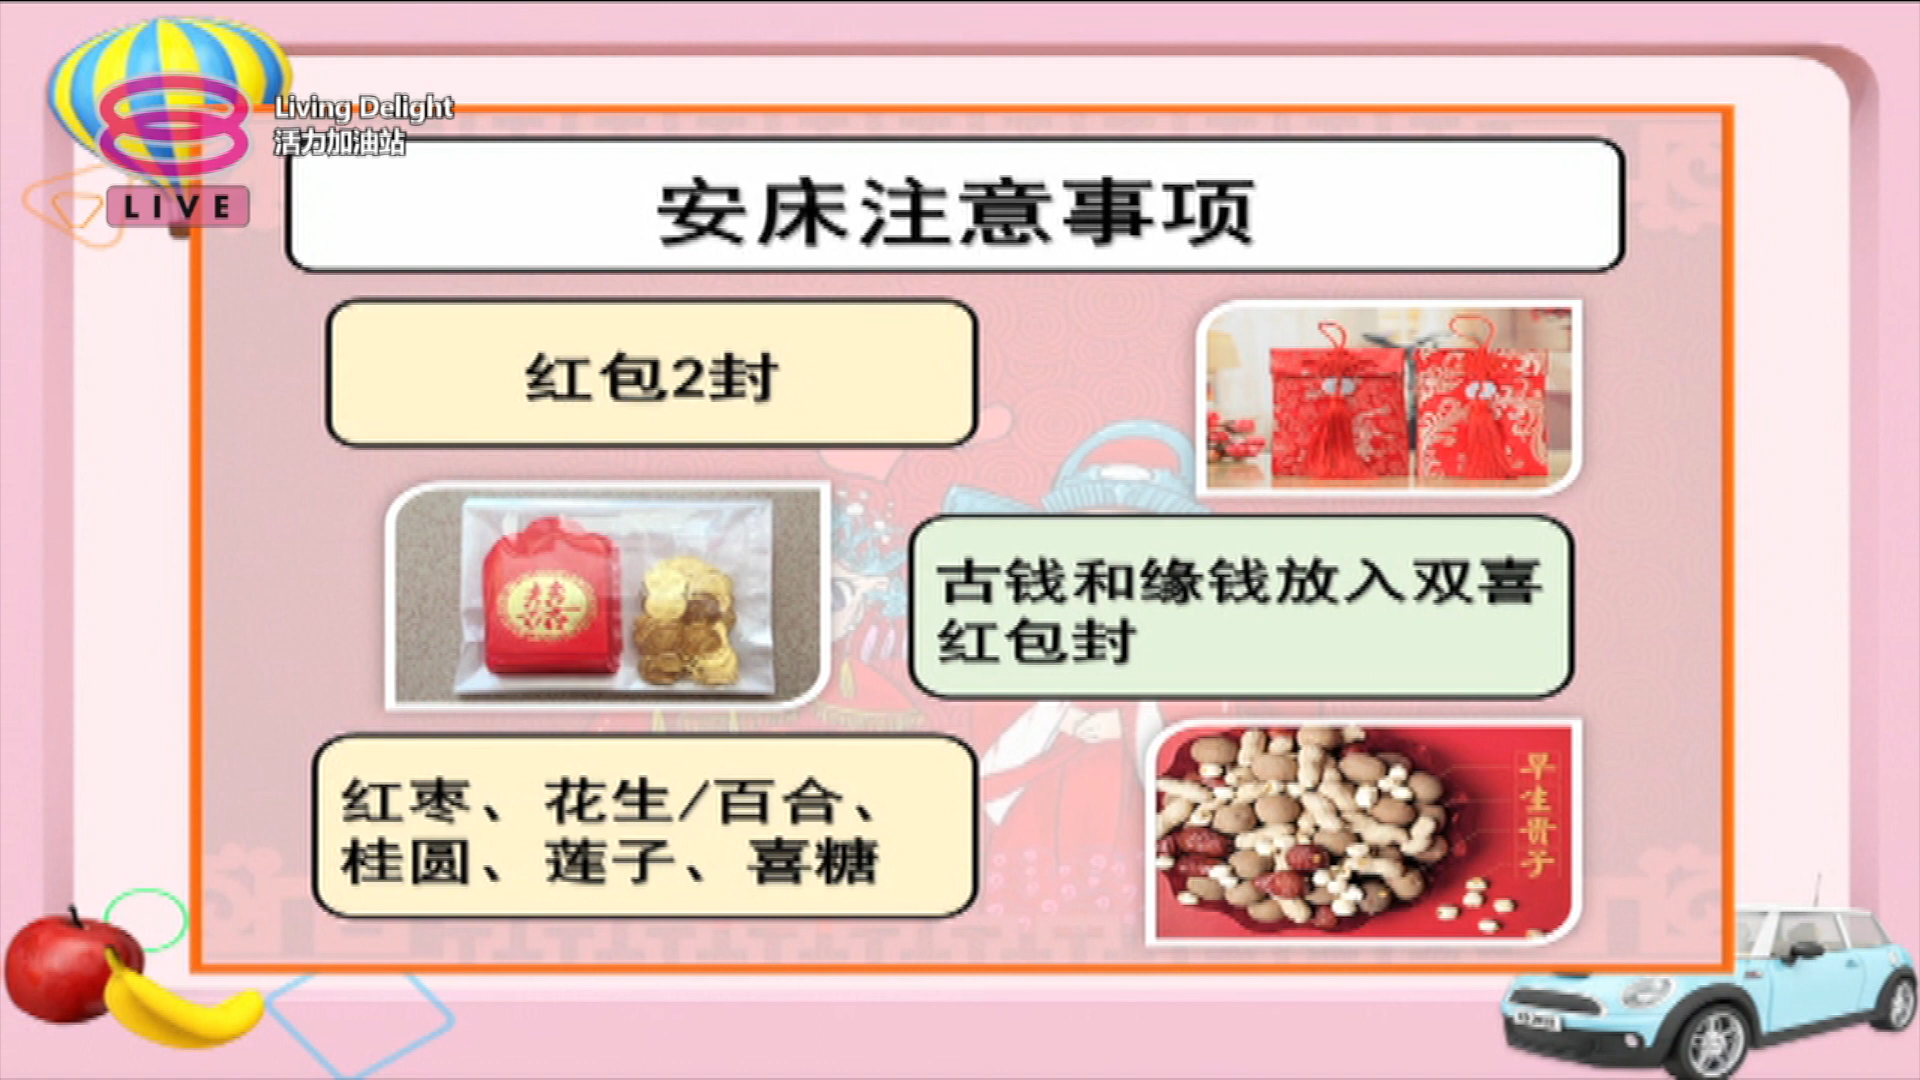 Living Delight
活力加油站
LIVE
安床注意事项
红包2封
古钱和缘钱放入双喜
红包封
红枣、花生/百合、
桂圆、莲子、喜糖
囍
早生贵子